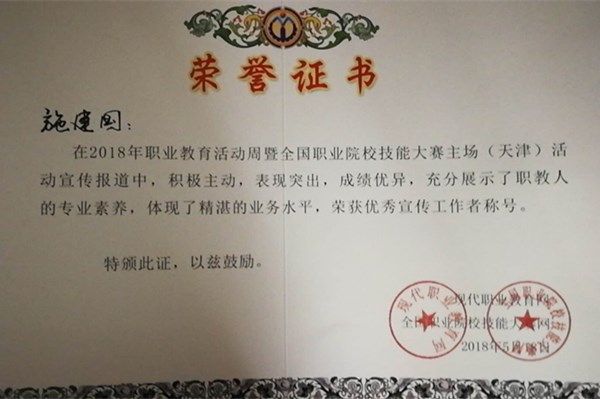 荣誉证书
施建国：
在2018年职业教育活动周暨全国职业院校技能大赛主场（天津）活
动宣传报道中，积极主动，表现突出，成绩优异，充分展示了职教人
的专业素养，体现了精湛的业务水平，荣获优秀宣传工作者称号。
特颁此证，以兹鼓励。
现代职业教育网
全国职业院校技能大赛网
2018年5月8日